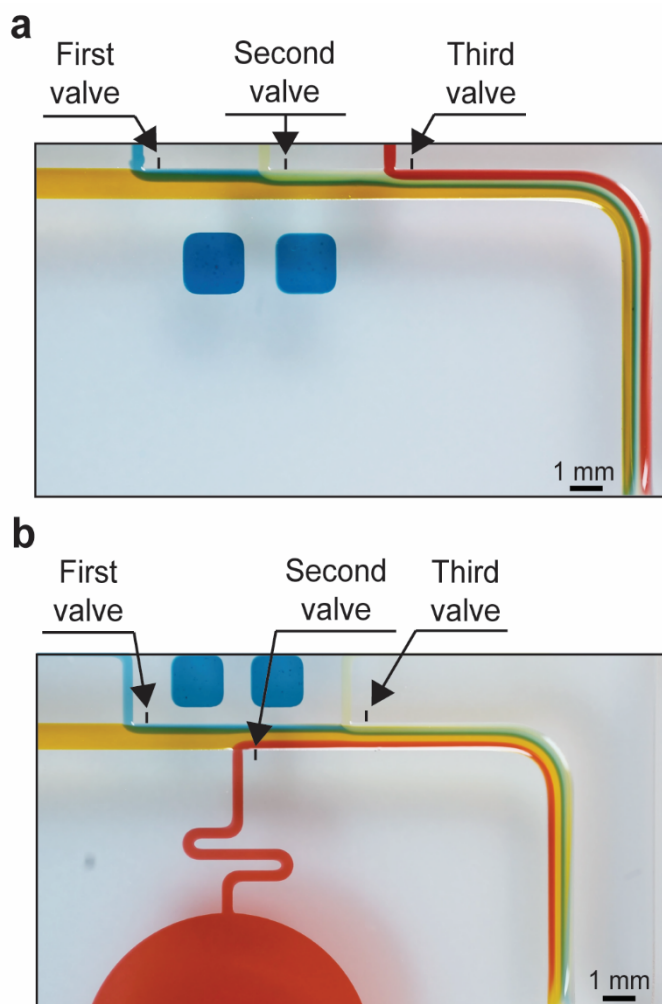 a
First
valve
Second
valve
Third
valve
1 mm
b
First
valve
Second
valve
Third
valve
1 mm